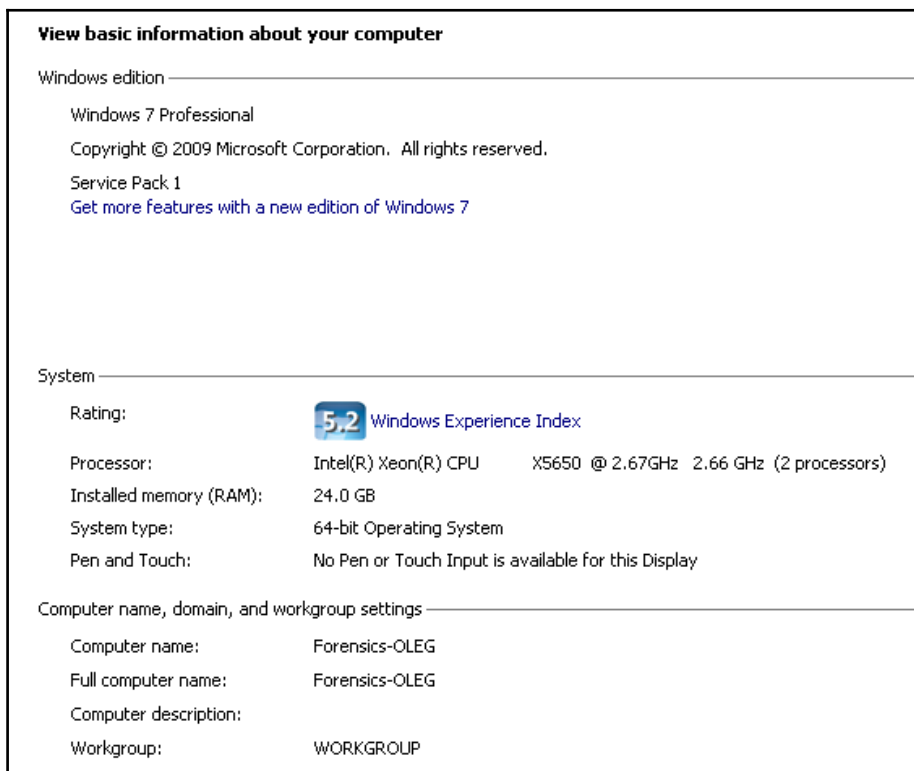 View basic information about your computer
Windows edition
Windows 7 Professional
Copyright © 2009 Microsoft Corporation. All rights reserved.
Service Pack 1
Get more features with a new edition of Windows 7
System
Rating: 5.2 Windows Experience Index
Processor: Intel(R) Xeon(R) CPU X5650 @ 2.67GHz 2.66 GHz (2 processors)
Installed memory (RAM): 24.0 GB
System type: 64-bit Operating System
Pen and Touch: No Pen or Touch Input is available for this Display
Computer name, domain, and workgroup settings
Computer name: Forensics-OLEG
Full computer name: Forensics-OLEG
Computer description:
Workgroup: WORKGROUP